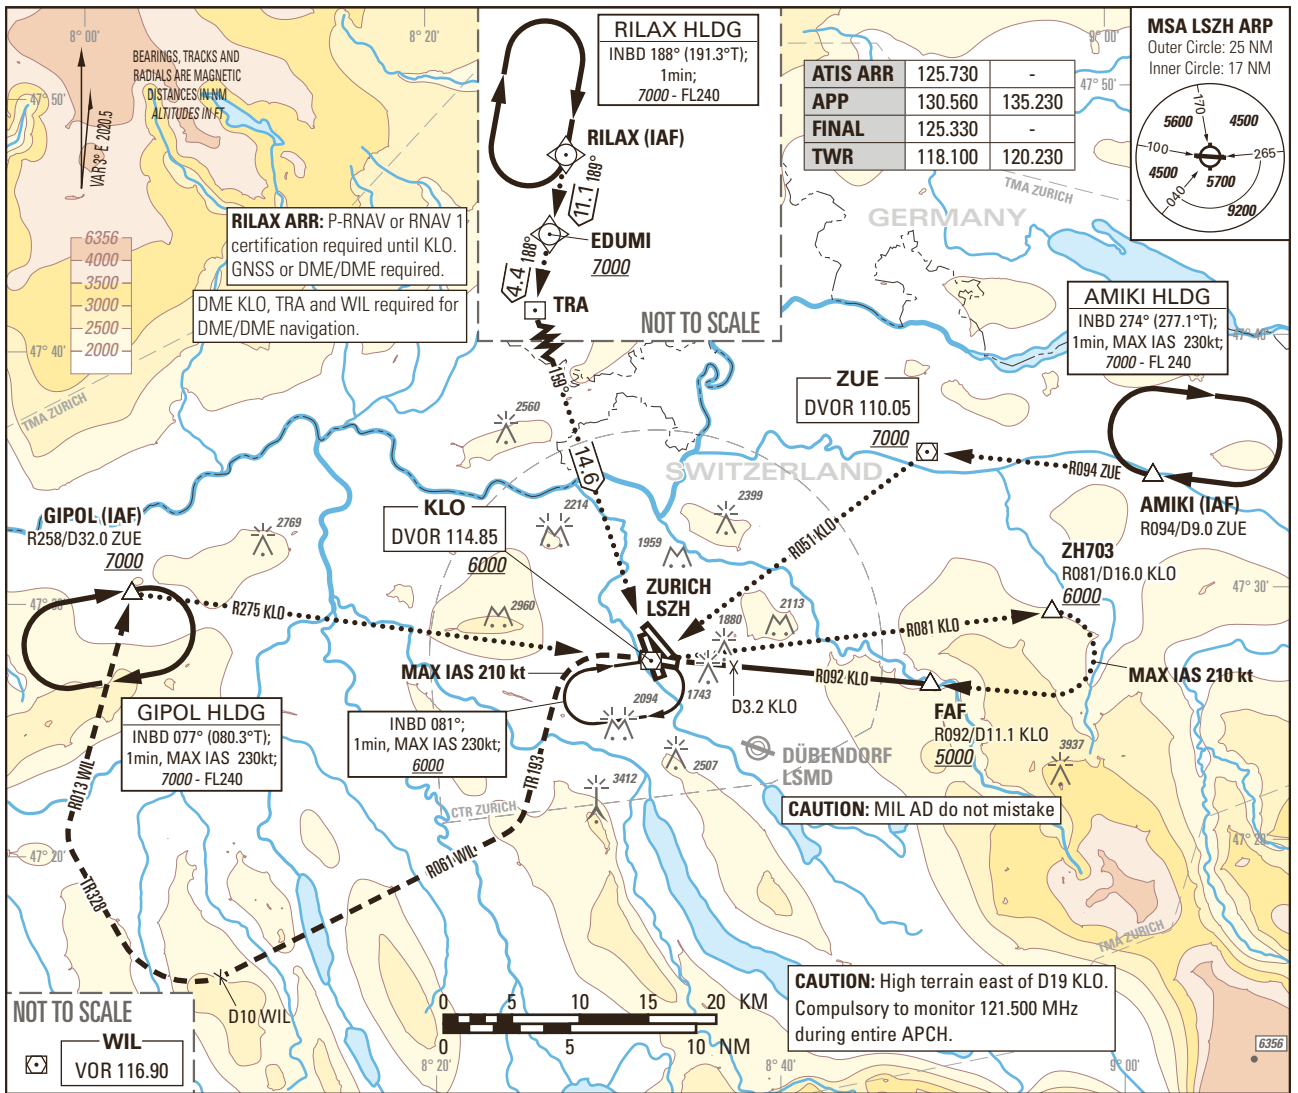 8° 00'
8° 20'
9° 00'
47° 50'
BEARINGS, TRACKS AND
RADIALS ARE MAGNETIC
DISTANCES IN NM
ALTITUDES IN FT
VAR 3° E 2020.5
6356
4000
3500
3000
2500
2000
RILAX HLDG
INBD 188° (191.3°T);
1min;
7000 - FL240
RILAX (IAF)
11.1
189°
EDUMI
7000
4.4
188°
TRA
NOT TO SCALE
RILAX ARR: P-RNAV or RNAV 1
certification required until KLO.
GNSS or DME/DME required.
DME KLO, TRA and WIL required for
DME/DME navigation.
ATIS ARR 125.730 -
APP 130.560 135.230
FINAL 125.330 -
TWR 118.100 120.230
47° 50'
MSA LSZH ARP
Outer Circle: 25 NM
Inner Circle: 17 NM
170
5600
4500
100
265
4500
5700
040
9200
TMA ZURICH
GERMANY
AMIKI HLDG
INBD 274° (277.1°T);
1min, MAX IAS 230kt;
7000 - FL 240
47° 40'
47° 40'
TMA ZURICH
159°
14.6
2560
ZUE
DVOR 110.05
7000
SWITZERLAND
R094 ZUE
AMIKI (IAF)
R094/D9.0 ZUE
GIPOL (IAF)
R258/D32.0 ZUE
7000
2769
KLO
DVOR 114.85
6000
2214
2399
1959
R051 KLO
ZH703
R081/D16.0 KLO
6000
47° 30'
47° 30'
R275 KLO
2960
ZURICH
LSZH
2113
1880
R081 KLO
MAX IAS 210 kt
R092 KLO
MAX IAS 210 kt
GIPOL HLDG
INBD 077° (080.3°T);
1min, MAX IAS 230kt;
7000 - FL240
INBD 081°;
1min, MAX IAS 230kt;
6000
2094
1743
D3.2 KLO
FAF
R092/D11.1 KLO
5000
DÜBENDORF
LSMD
2507
3937
3412
R013 WIL
TR193
CTR ZURICH
CAUTION: MIL AD do not mistake
47° 20'
47° 20'
TR328
R061 WIL
TMA ZURICH
D10 WIL
NOT TO SCALE
WIL
VOR 116.90
0 5 10 15 20 KM
0 5 10 NM
CAUTION: High terrain east of D19 KLO.
Compulsory to monitor 121.500 MHz
during entire APCH.
6356
8° 20'
8° 40'
9° 00'